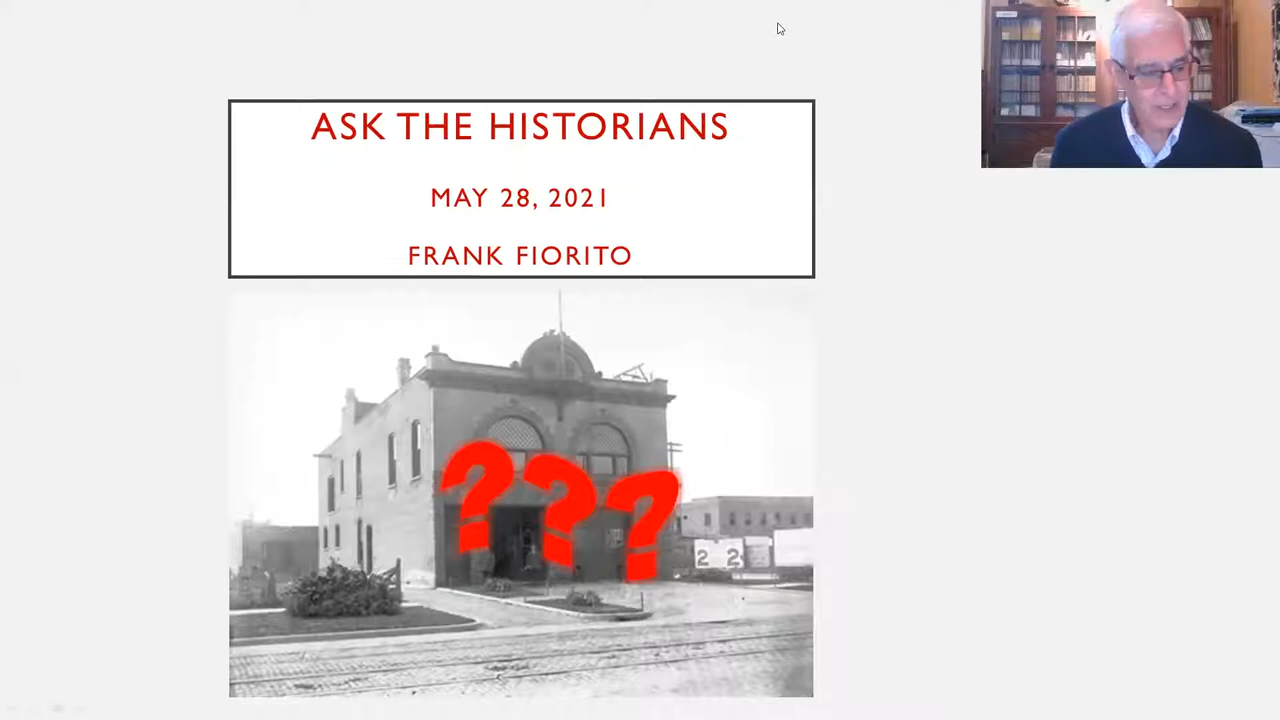 ASK THE HISTORIANS
MAY 28, 2021
FRANK FIORITO
???
2 2